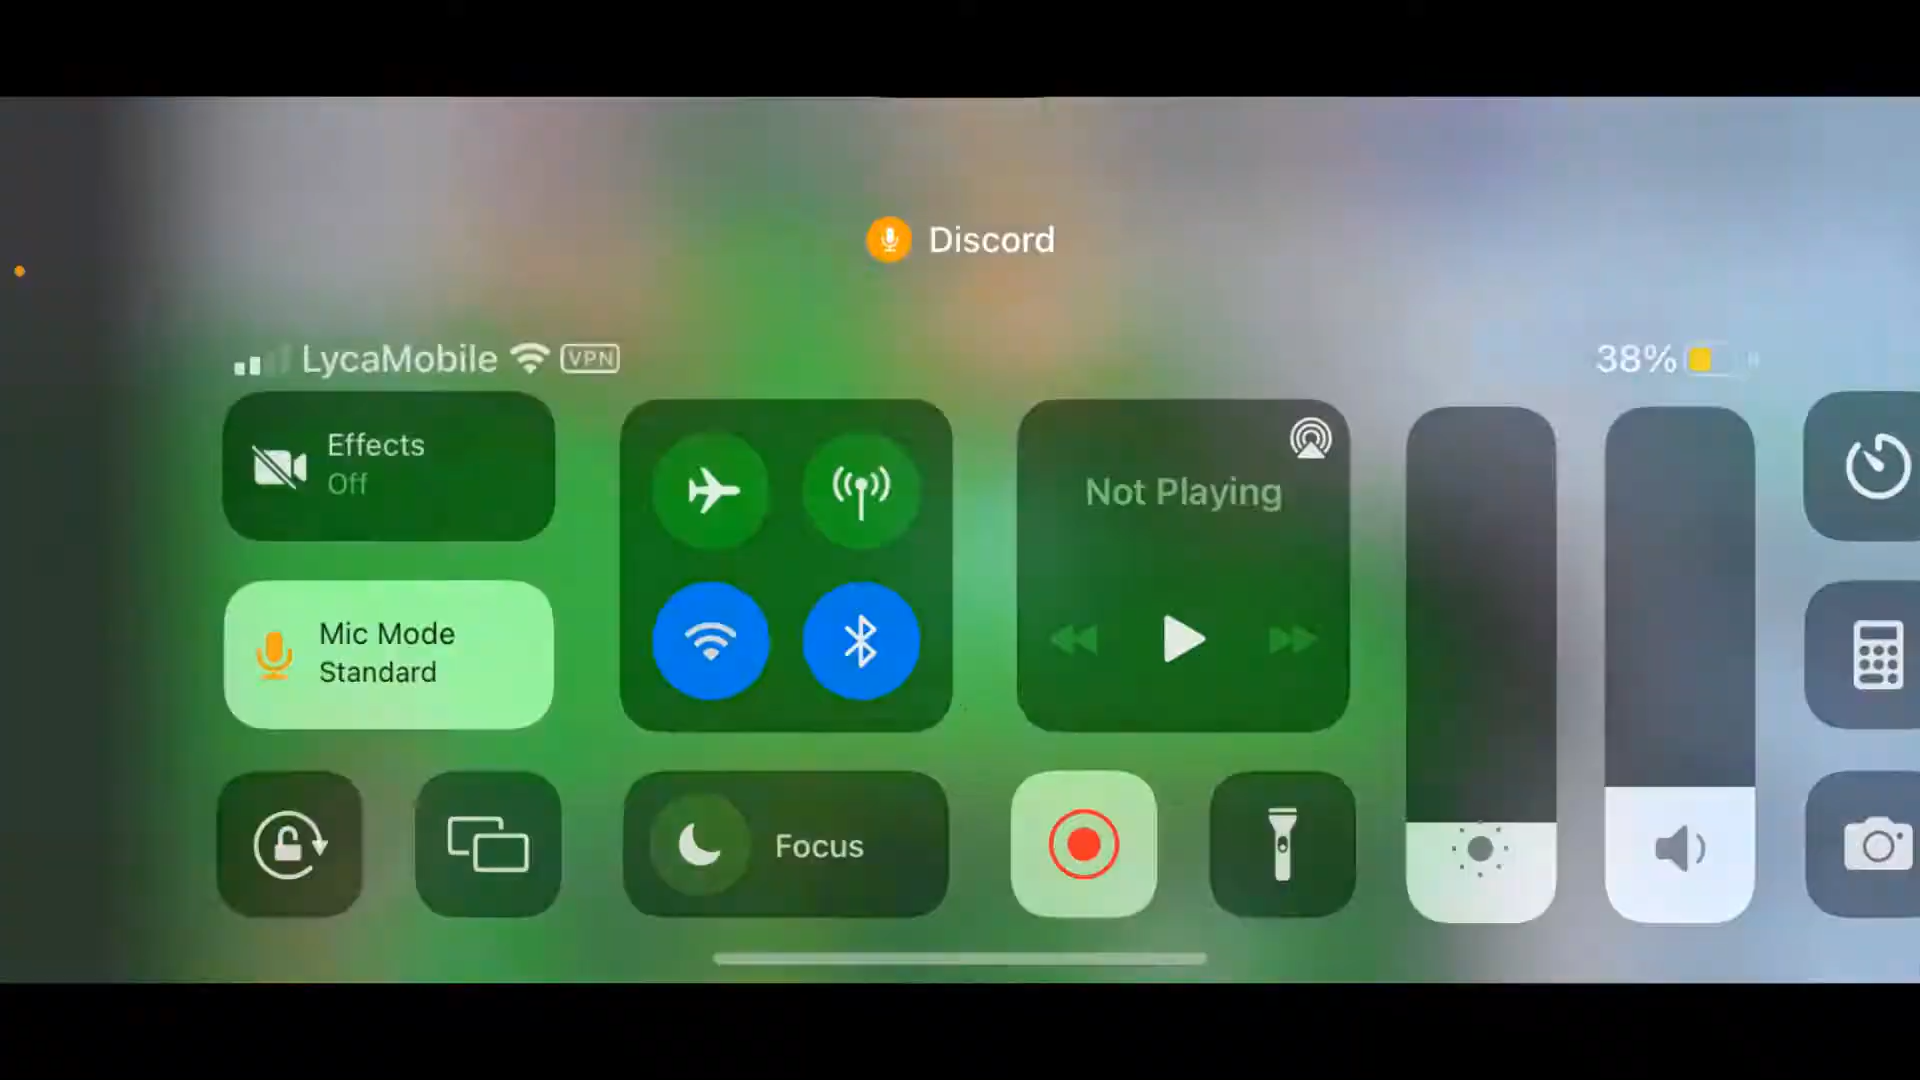 Discord
LycaMobile VPN
38%
Effects
Off
Not Playing
Mic Mode
Standard
Focus